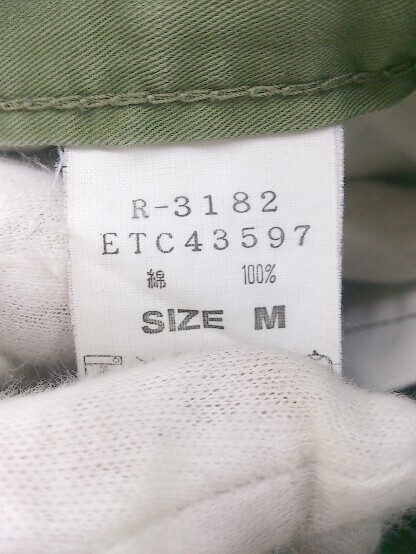 R-3182
ETC43597
綿 100%
SIZE M